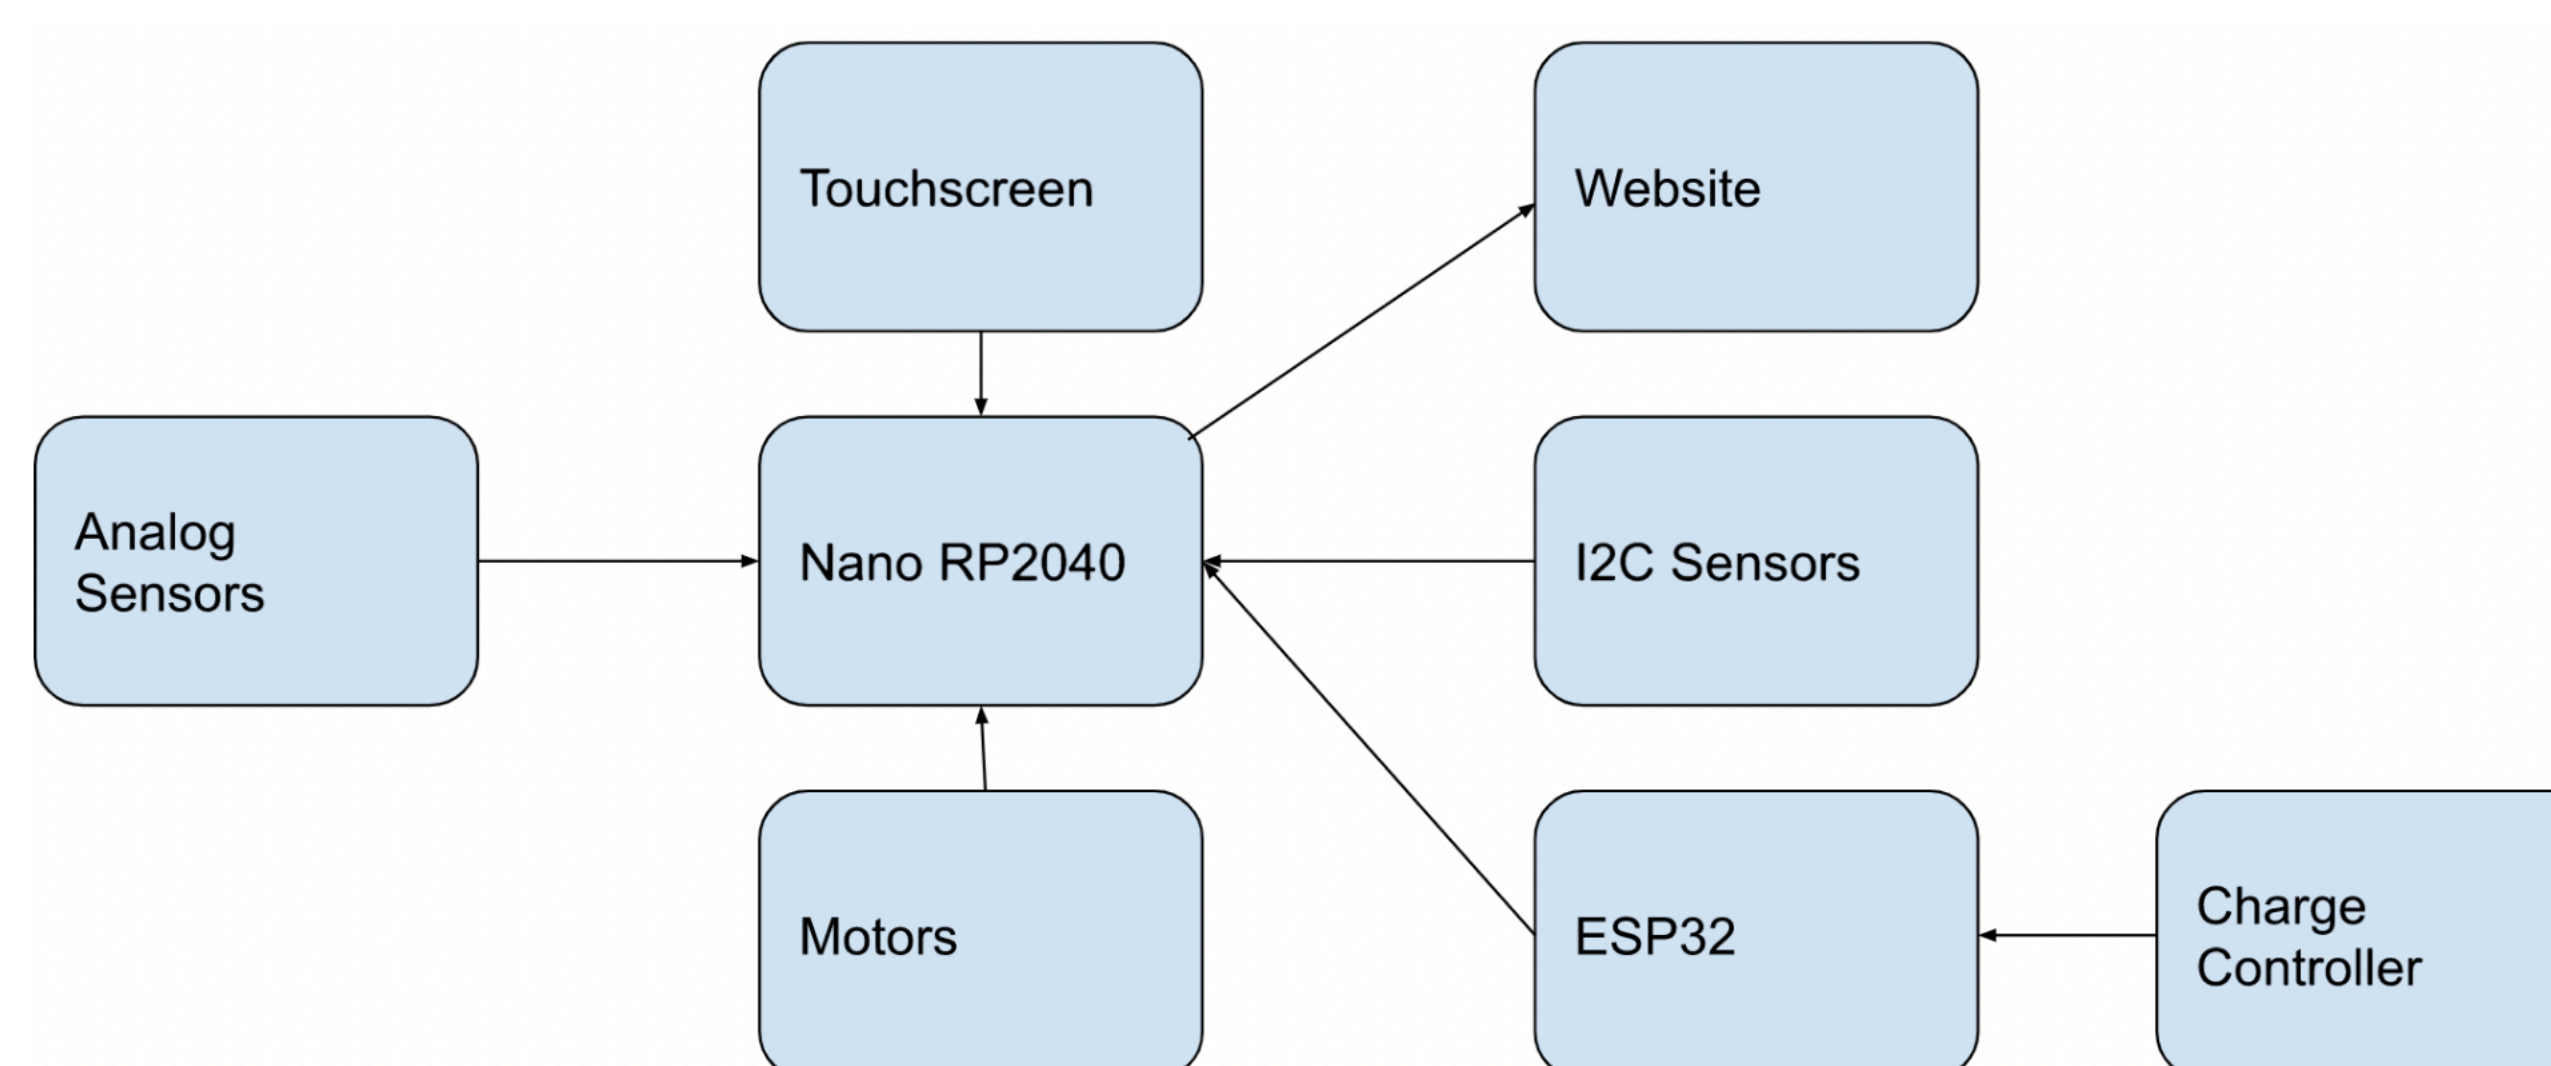 Touchscreen
Website
Analog
Sensors
Nano RP2040
I2C Sensors
Motors
ESP32
Charge
Controller